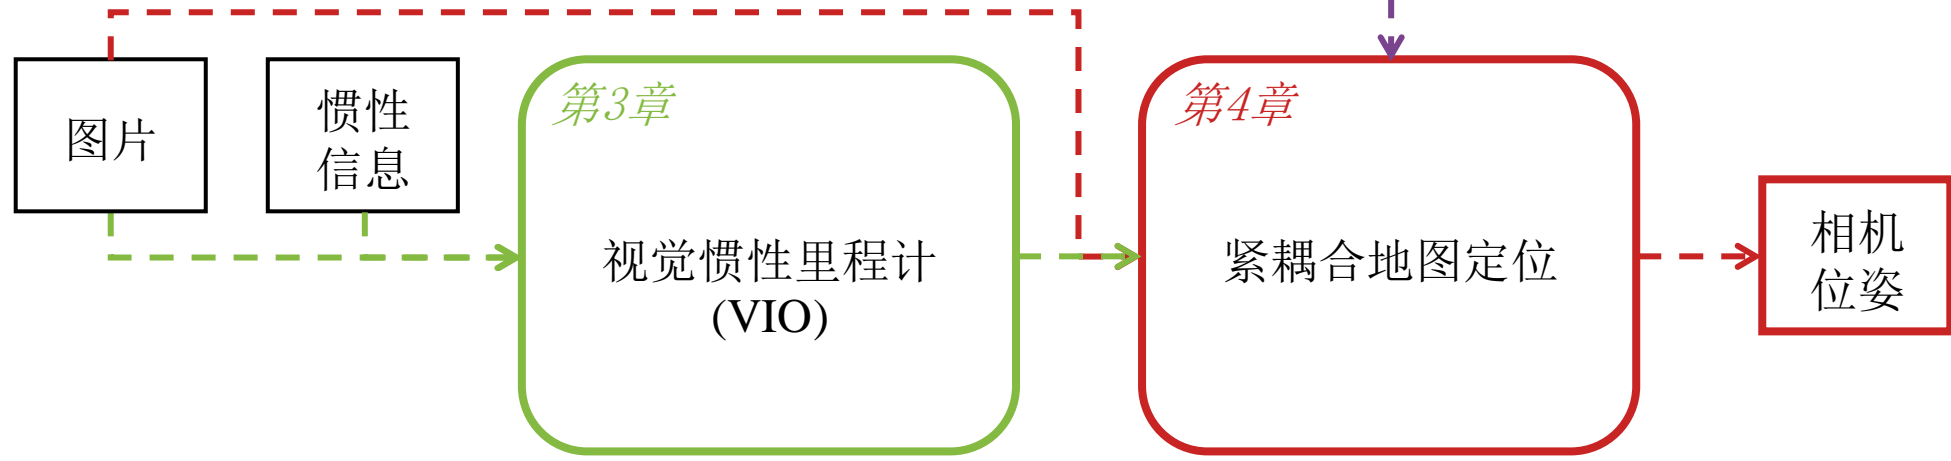 图片
惯性
信息
第3章
视觉惯性里程计
(VIO)
第4章
紧耦合地图定位
相机
位姿